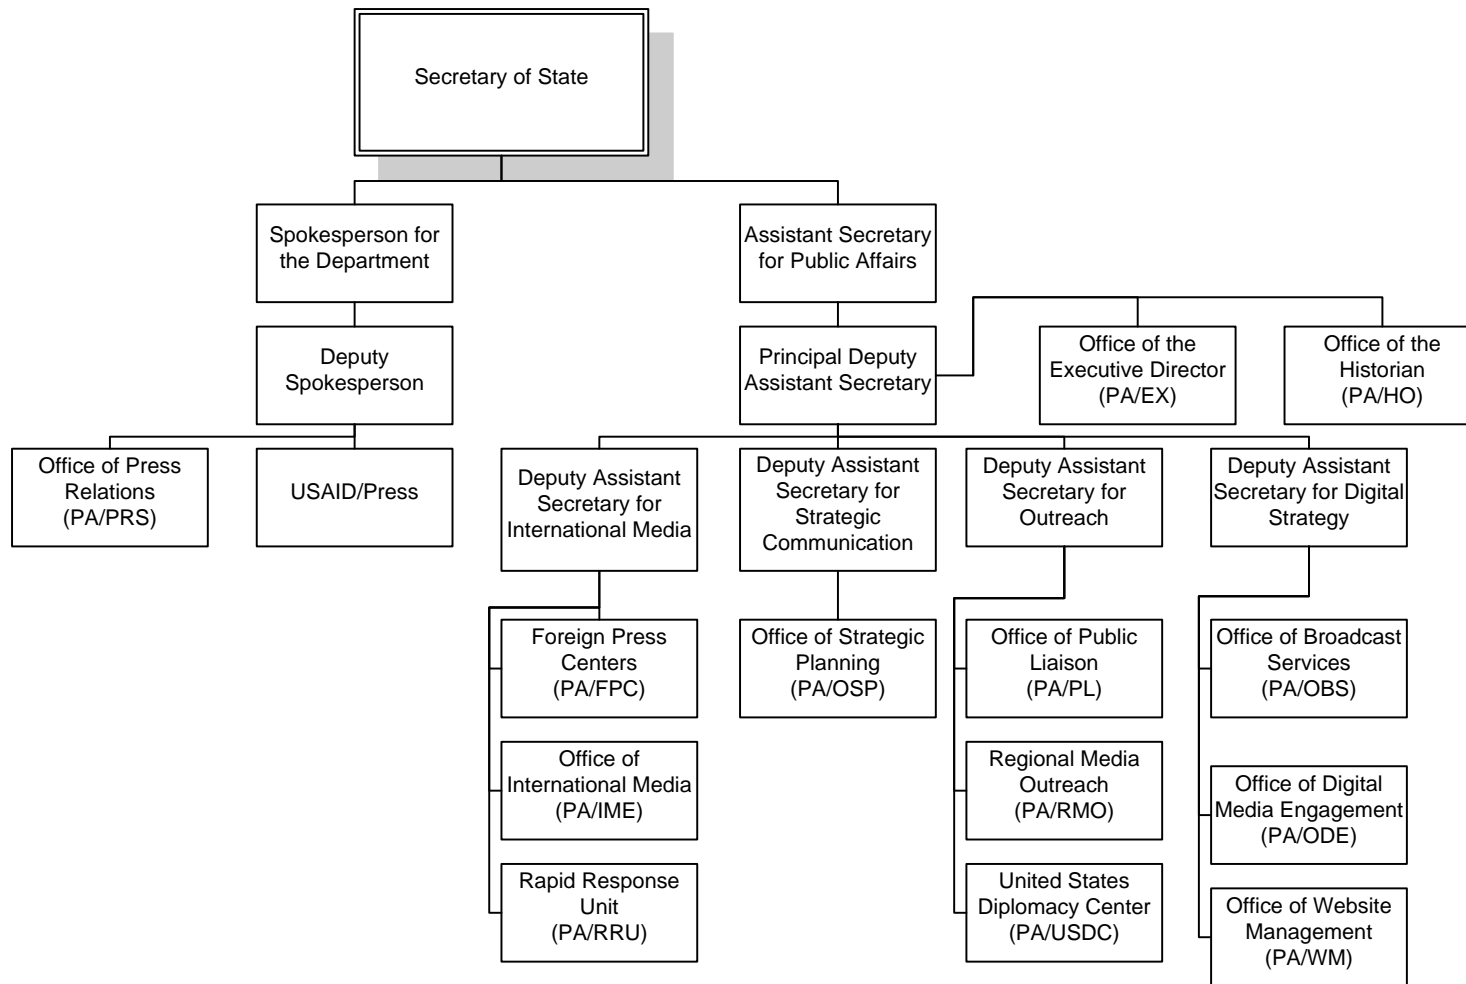 Secretary of State
Spokesperson for
the Department
Assistant Secretary
for Public Affairs
Deputy
Spokesperson
Principal Deputy
Assistant Secretary
Office of the
Executive Director
(PA/EX)
Office of the
Historian
(PA/HO)
Office of Press
Relations
(PA/PRS)
USAID/Press
Deputy Assistant
Secretary for
International Media
Deputy Assistant
Secretary for
Strategic
Communication
Deputy Assistant
Secretary for
Outreach
Deputy Assistant
Secretary for Digital
Strategy
Foreign Press
Centers
(PA/FPC)
Office of Strategic
Planning
(PA/OSP)
Office of Public
Liaison
(PA/PL)
Office of Broadcast
Services
(PA/OBS)
Office of
International Media
(PA/IME)
Regional Media
Outreach
(PA/RMO)
Office of Digital
Media Engagement
(PA/ODE)
Rapid Response
Unit
(PA/RRU)
United States
Diplomacy Center
(PA/USDC)
Office of Website
Management
(PA/WM)